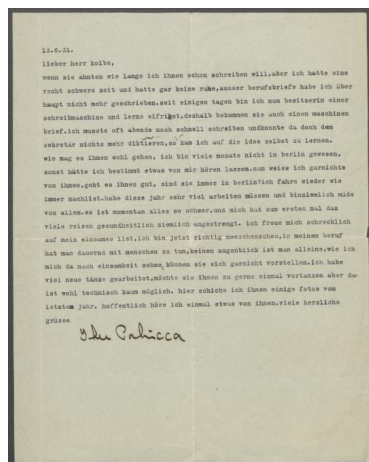 13.6.31.
lieber herr kolbe,
wenn sie ahnten wie lange ich ihnen schon schreiben will,aber ich hatte eine
recht schwere zeit und hatte gar keine ruhe,ausser berufsbriefe habe ich über
haupt nicht mehr geschrieben.seit einigen tagen bin ich nun besitzerin einer
schreibmaschine und lerne eifrigst,deshalb bekommen sie auch einen maschinen
brief.ich musste oft abends noch schnell schreiben undkonnte da doch dem
sekretär nichts mehr diktieren,so kam ich auf die idee selbst zu lernen.
wie mag es ihnen wohl gehen, ich bin viele monate nicht in berlin gewesen,
sonst hätte ich bestimmt etwas von mir hören lassen.nun weiss ich garnichts
von ihnen.geht es ihnen gut, sind sie immer in berlin?ich fahre wieder wie
immer nachlist.habe diese jahr sehr viel arbeiten müssen und binziemlich müde
von allem.es ist momentan alles so schwer,und mich hat zum ersten mal das
viele reisen gesundheitlich ziemlich angestrengt. ich freue mich schrecklich
auf mein einsames list,ich bin jetzt richtig menschenscheu,in meinem beruf
hat man dauernd mit menschen zu tun,keinen augenblick ist man alleine.wie ich
mich da nach einsamkeit sehne,können sie sich garnicht vorstellen.ich habe
viel neue tänze gearbeitet,möchte sie ihnen zu gerne einmal vortanzen aber da
ist wohl technisch kaum möglich. hier schicke ich ihnen einige fotos vom
letztem jahr. hoffentlich höre ich einmal etwas von ihnen.viele herzliche
grüsse
Ihre Palucca